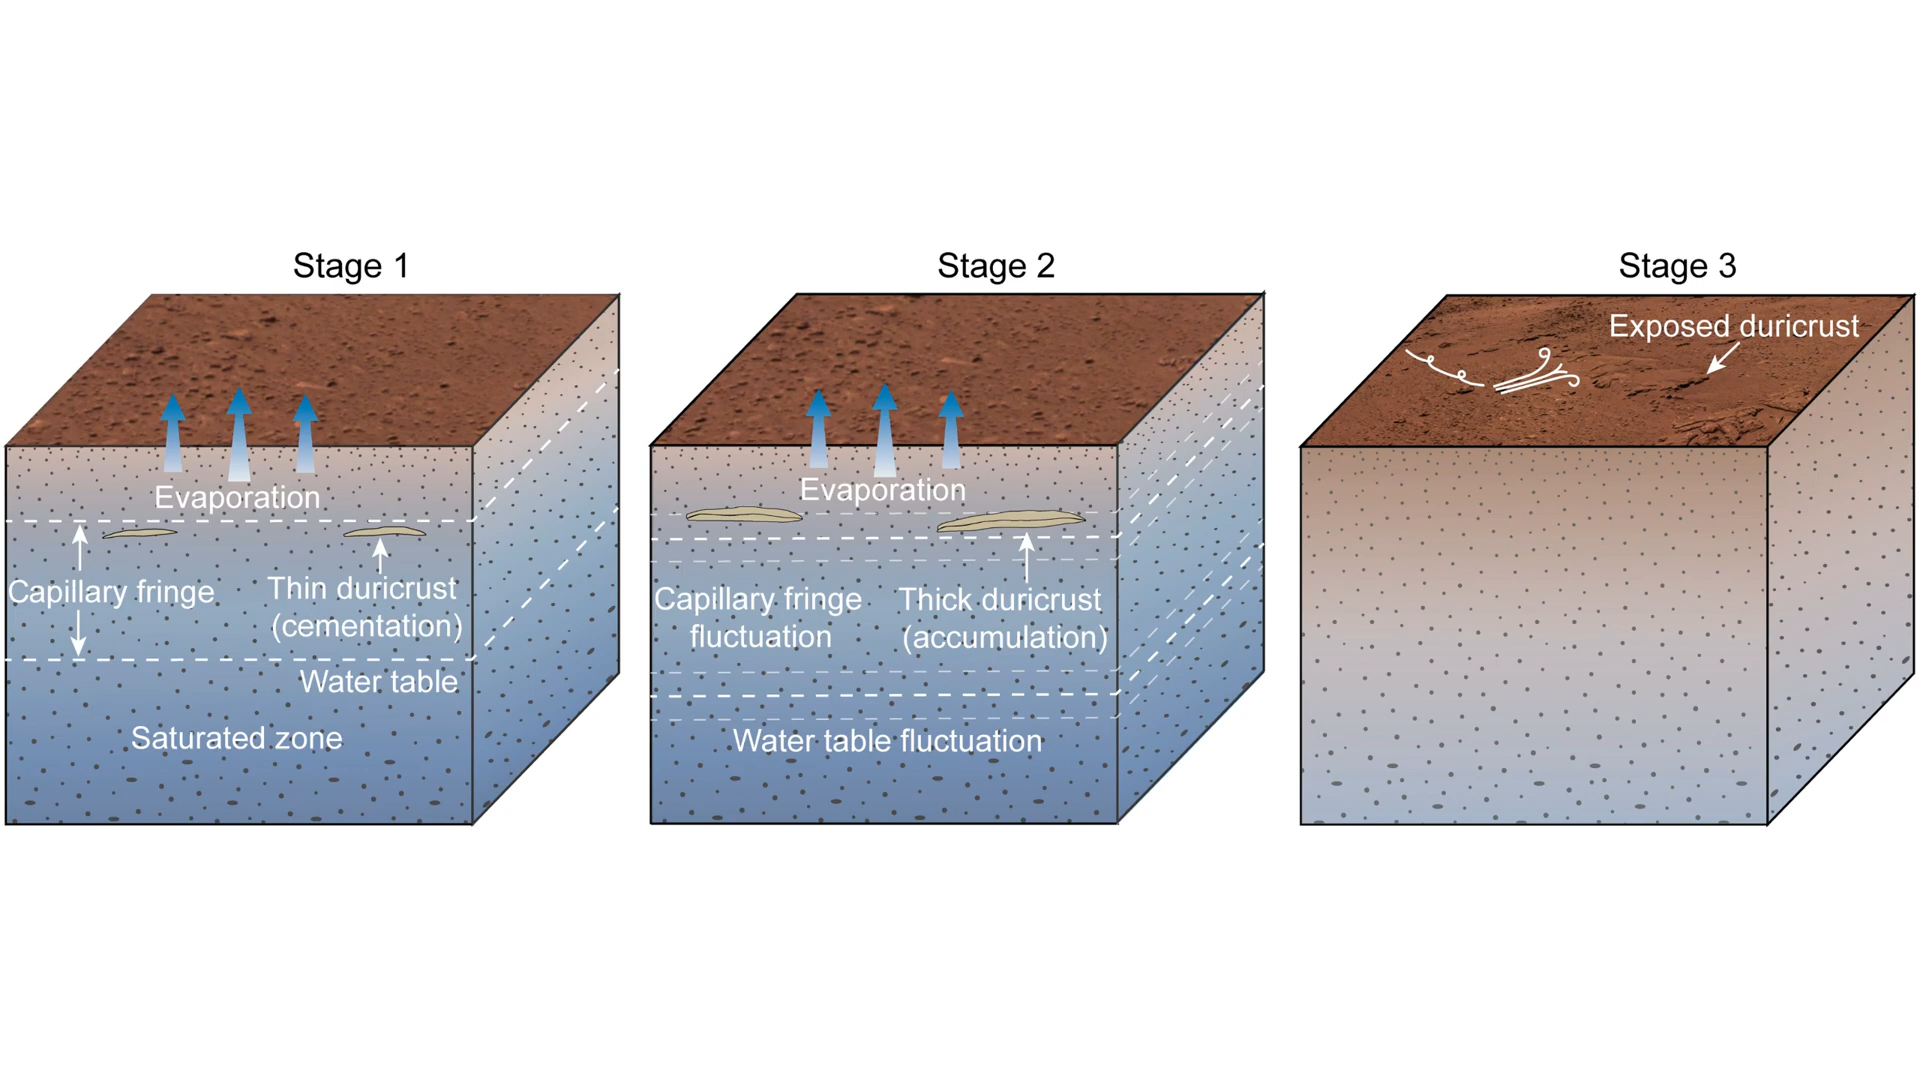 Stage 1
Evaporation
Capillary fringe
Thin duricrust
(cementation)
Water table
Saturated zone
Stage 2
Evaporation
Capillary fringe
fluctuation
Thick duricrust
(accumulation)
Water table fluctuation
Stage 3
Exposed duricrust